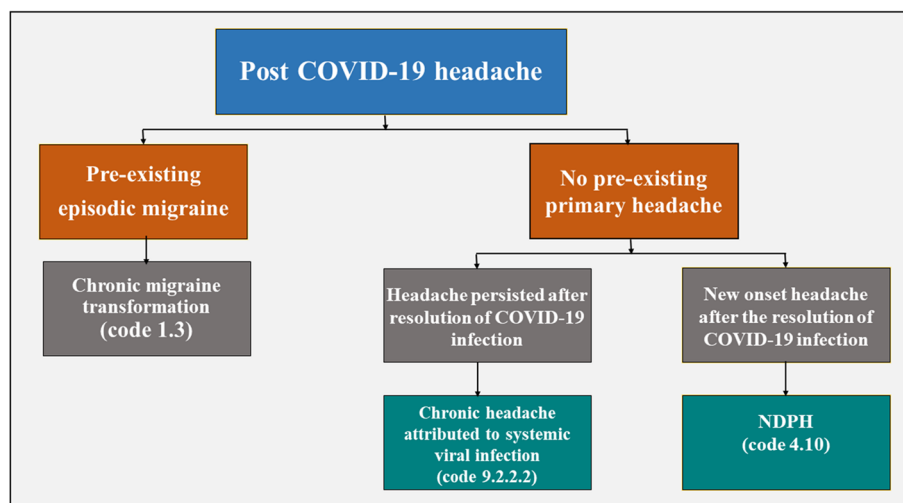 Post COVID-19 headache
Pre-existing
episodic migraine
No pre-existing
primary headache
Chronic migraine
transformation
(code 1.3)
Headache persisted after
resolution of COVID-19
infection
New onset headache
after the resolution of
COVID-19 infection
Chronic headache
attributed to systemic
viral infection
(code 9.2.2.2)
NDPH
(code 4.10)